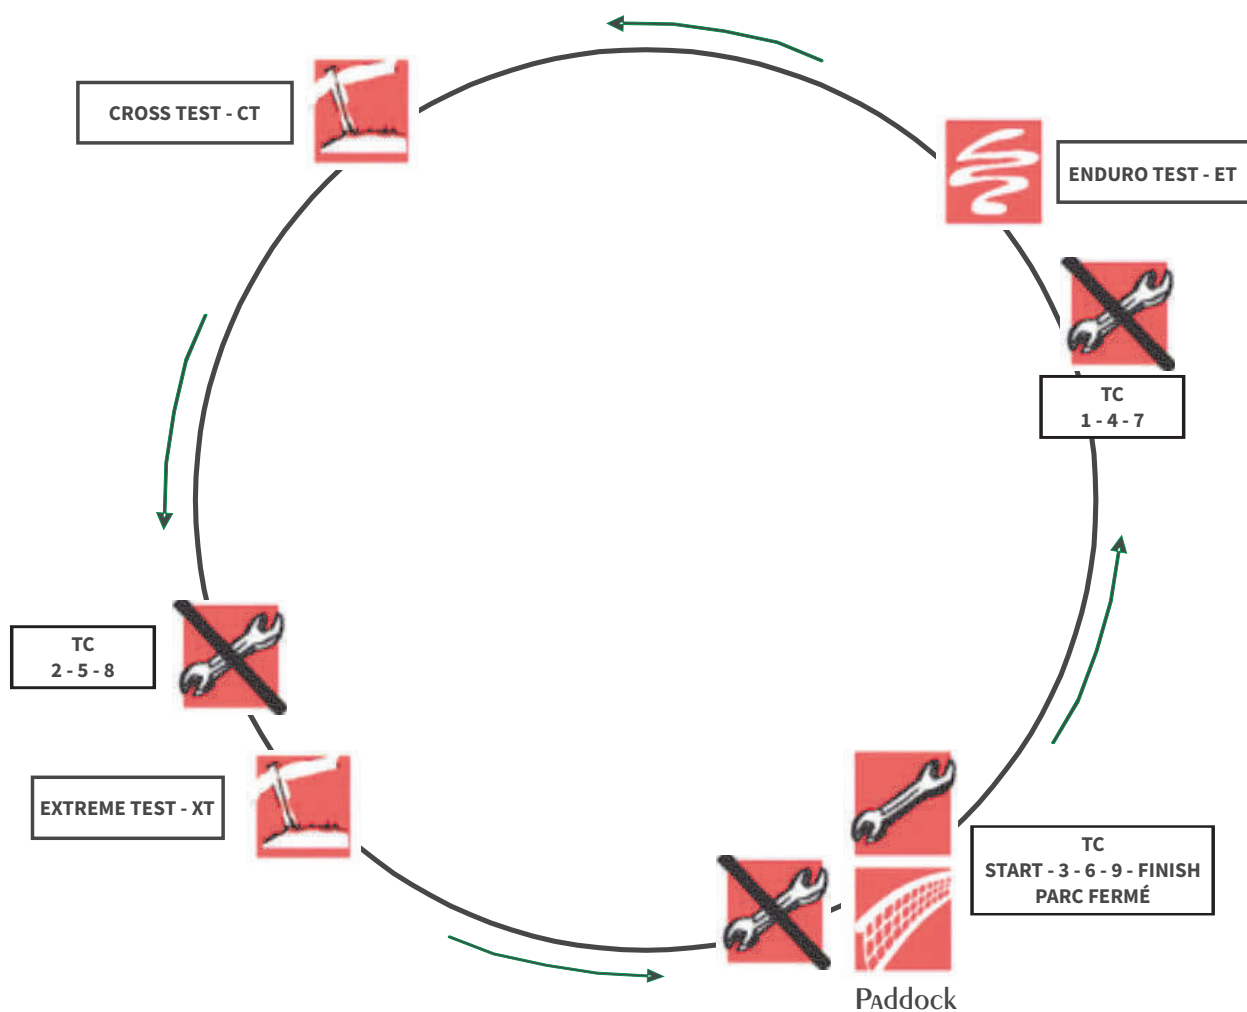 CROSS TEST - CT
ENDURO TEST - ET
TC
1 - 4 - 7
TC
2 - 5 - 8
EXTREME TEST - XT
TC
START - 3 - 6 - 9 - FINISH
PARC FERMÉ
Paddock